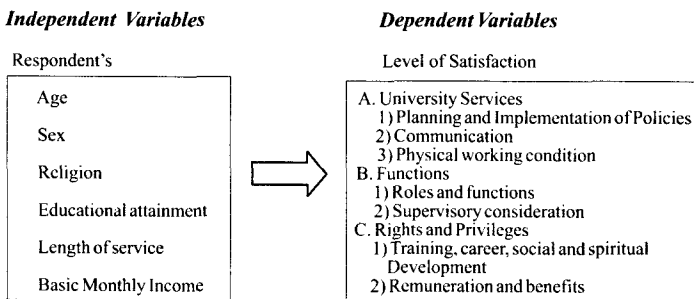 Independent Variables
Respondent's
Age
Sex
Religion
Educational attainment
Length of service
Basic Monthly Income
Dependent Variables
Level of Satisfaction
A. University Services
1) Planning and Implementation of Policies
2) Communication
3) Physical working condition
B. Functions
1) Roles and functions
2) Supervisory consideration
C. Rights and Privileges
1) Training, career, social and spiritual
Development
2) Remuneration and benefits